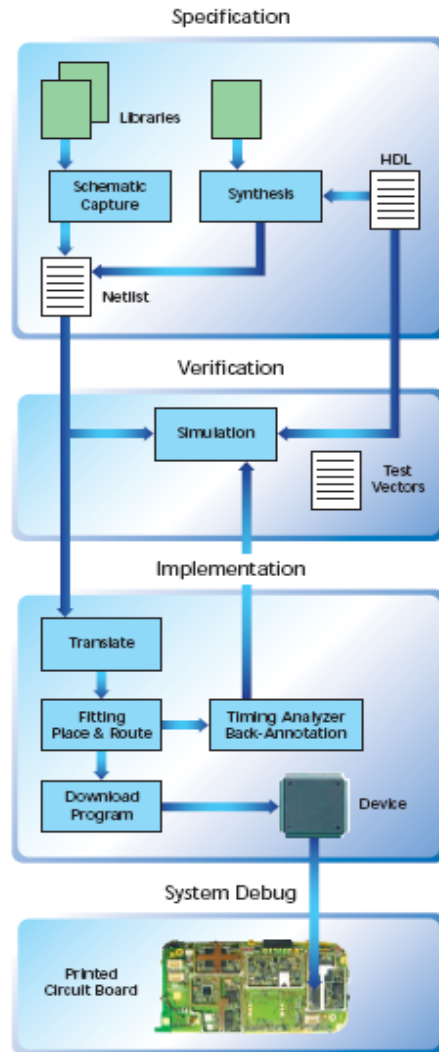 Specification
Libraries
HDL
Schematic
Capture
Synthesis
Netlist
Verification
Simulation
Test
Vectors
Implementation
Translate
Fitting
Place & Route
Timing Analyzer
Back-Annotation
Download
Program
Device
System Debug
Printed
Circuit Board